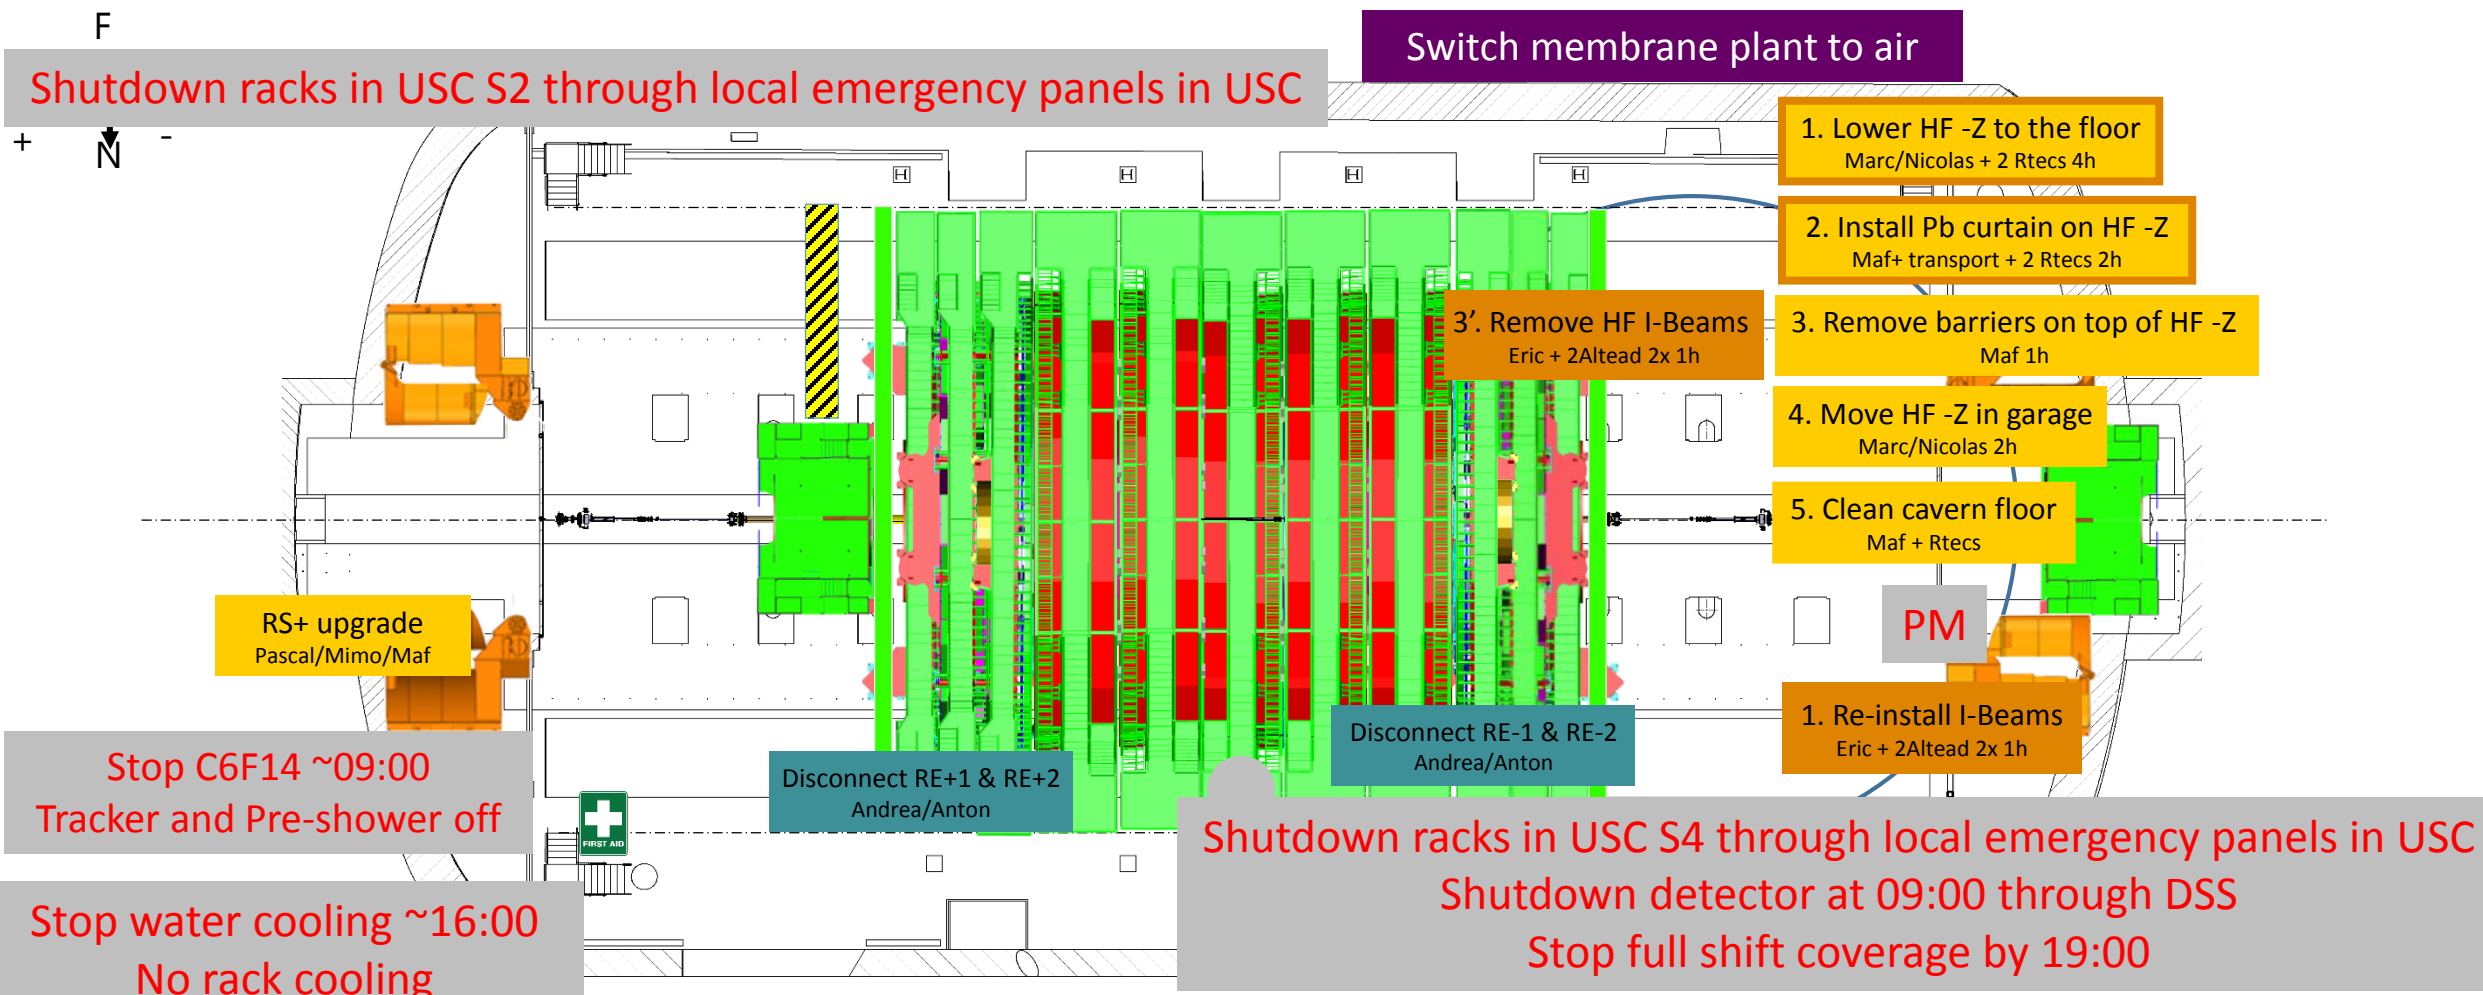 F
Switch membrane plant to air
Shutdown racks in USC S2 through local emergency panels in USC
+
-
N
1. Lower HF -Z to the floor
Marc/Nicolas + 2 Rtecs 4h
H
H
H
H
2. Install Pb curtain on HF -Z
Maf+ transport + 2 Rtecs 2h
3'. Remove HF I-Beams
Eric + 2Altead 2x 1h
3. Remove barriers on top of HF -Z
Maf 1h
4. Move HF -Z in garage
Marc/Nicolas 2h
5. Clean cavern floor
Maf + Rtecs
RS+ upgrade
Pascal/Mimo/Maf
PM
1. Re-install I-Beams
Eric + 2Altead 2x 1h
Disconnect RE-1 & RE-2
Andrea/Anton
Disconnect RE+1 & RE+2
Andrea/Anton
Stop C6F14 ~09:00
Tracker and Pre-shower off
FIRST AID
Shutdown racks in USC S4 through local emergency panels in USC
Shutdown detector at 09:00 through DSS
Stop full shift coverage by 19:00
Stop water cooling ~16:00
No rack cooling